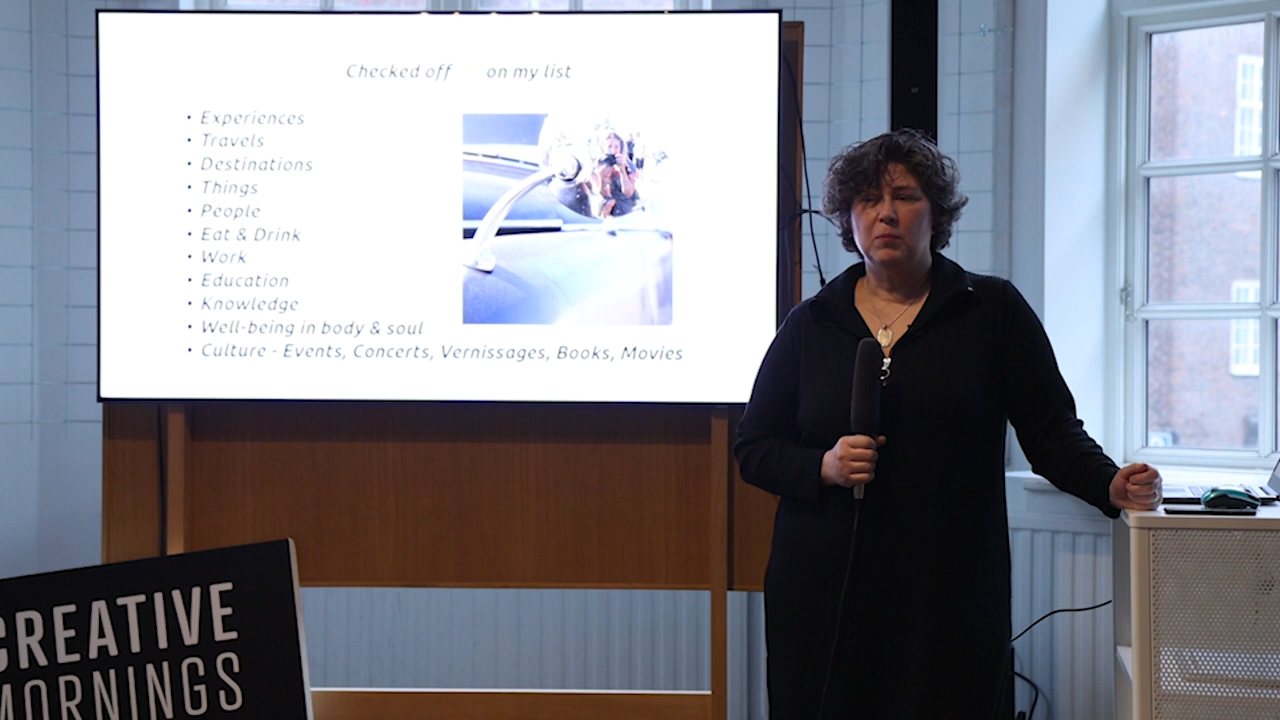 Checked off on my list
• Experiences
• Travels
• Destinations
• Things
• People
• Eat & Drink
• Work
• Education
• Knowledge
• Well-being in body & soul
• Culture - Events, Concerts, Vernissages, Books, Movies
CREATIVE
MORNINGS